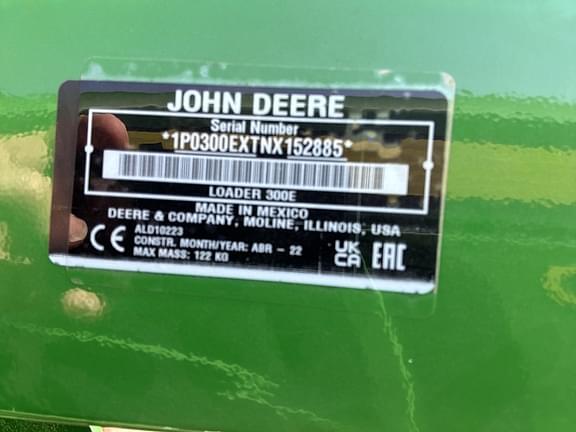 JOHN DEERE
Serial Number
*1P0300EXTNX152885*
LOADER 300E
MADE IN MEXICO
DEERE & COMPANY, MOLINE, ILLINOIS, USA
CE ALD10223
CONSTR. MONTH/YEAR: ABR - 22
MAX MASS: 122 KG
UK
CA
EAC